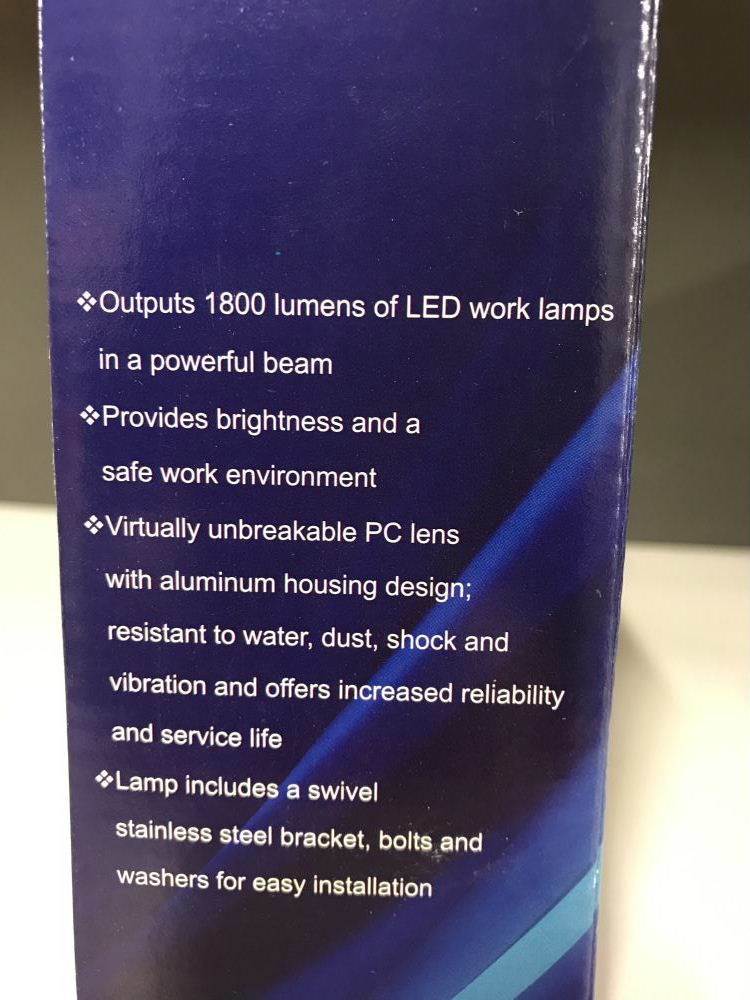 ❖Outputs 1800 lumens of LED work lamps
in a powerful beam
❖Provides brightness and a
safe work environment
❖Virtually unbreakable PC lens
with aluminum housing design;
resistant to water, dust, shock and
vibration and offers increased reliability
and service life
❖Lamp includes a swivel
stainless steel bracket, bolts and
washers for easy installation